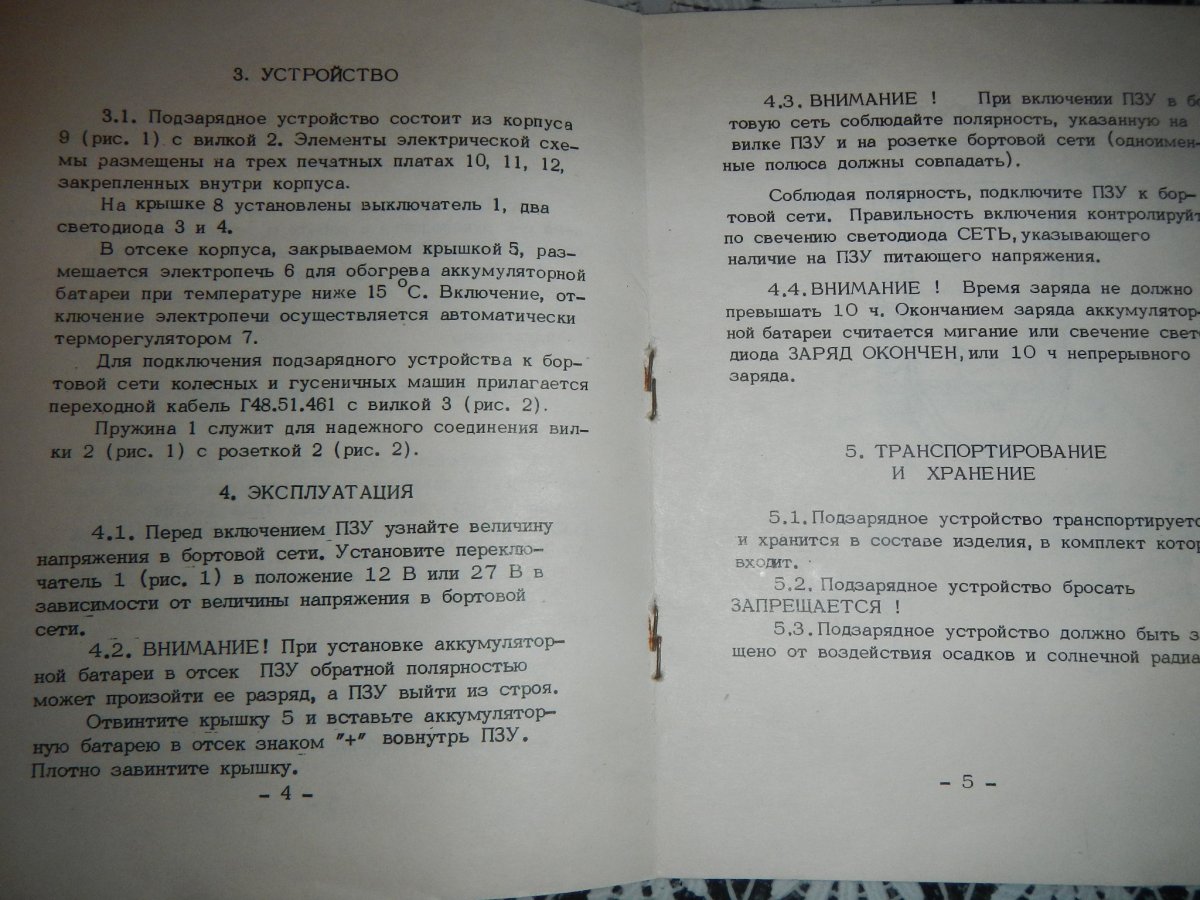 3. УСТРОЙСТВО
3.1. Подзарядное устройство состоит из корпуса
9 (рис. 1) с вилкой 2. Элементы электрической схе-
мы размещены на трех печатных платах 10, 11, 12,
закрепленных внутри корпуса.
На крышке 8 установлены выключатель 1, два
светодиода 3 и 4.
В отсеке корпуса, закрываемом крышкой 5, раз-
мещается электропечь 6 для обогрева аккумуляторной
батареи при температуре ниже 15 °С. Включение, от-
ключение электропечи осуществляется автоматически
терморегулятором 7.
Для подключения подзарядного устройства к бор-
товой сети колесных и гусеничных машин прилагается
переходной кабель Г48.51.461 с вилкой 3 (рис. 2).
Пружина 1 служит для надежного соединения вил-
ки 2 (рис. 1) с розеткой 2 (рис. 2).
4. ЭКСПЛУАТАЦИЯ
4.1. Перед включением ПЗУ узнайте величину
напряжения в бортовой сети. Установите переклю-
чатель 1 (рис. 1) в положение 12 В или 27 В в
зависимости от величины напряжения в бортовой
сети.
4.2. ВНИМАНИЕ! При установке аккумулятор-
ной батареи в отсек ПЗУ обратной полярностью
может произойти ее разряд, а ПЗУ выйти из строя.
Отвинтите крышку 5 и вставьте аккумулятор-
ную батарею в отсек знаком "+" вовнутрь ПЗУ.
Плотно завинтите крышку.
- 4 -
4.3. ВНИМАНИЕ ! При включении ПЗУ в бо
товую сеть соблюдайте полярность, указанную на
вилке ПЗУ и на розетке бортовой сети (одноимен-
ные полюса должны совпадать).
Соблюдая полярность, подключите ПЗУ к бор-
товой сети. Правильность включения контролируйт
по свечению светодиода СЕТЬ, указывающего
наличие на ПЗУ питающего напряжения.
4.4. ВНИМАНИЕ ! Время заряда не должно
превышать 10 ч. Окончанием заряда аккумулятор-
ной батареи считается мигание или свечение свето
диода ЗАРЯД ОКОНЧЕН, или 10 ч непрерывного
заряда.
5. ТРАНСПОРТИРОВАНИЕ
И ХРАНЕНИЕ
5.1. Подзарядное устройство транспортируетс
и хранится в составе изделия, в комплект котор
входит.
5.2. Подзарядное устройство бросать
ЗАПРЕЩАЕТСЯ !
5.3. Подзарядное устройство должно быть за
щено от воздействия осадков и солнечной радиа
- 5 -